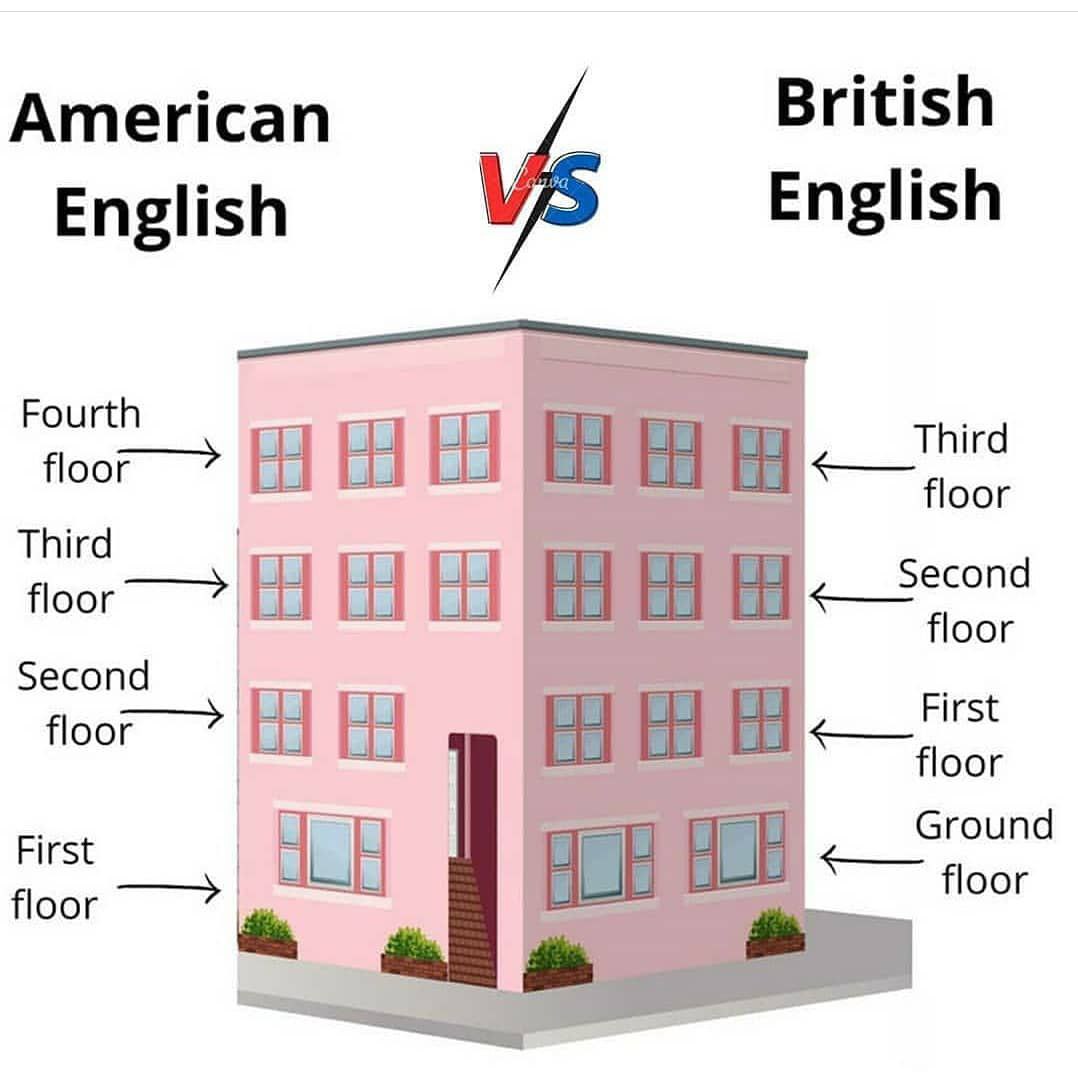 American
English
VS
Canva
British
English
Fourth
floor
Third
floor
Second
floor
First
floor
Third
floor
Second
floor
First
floor
Ground
floor